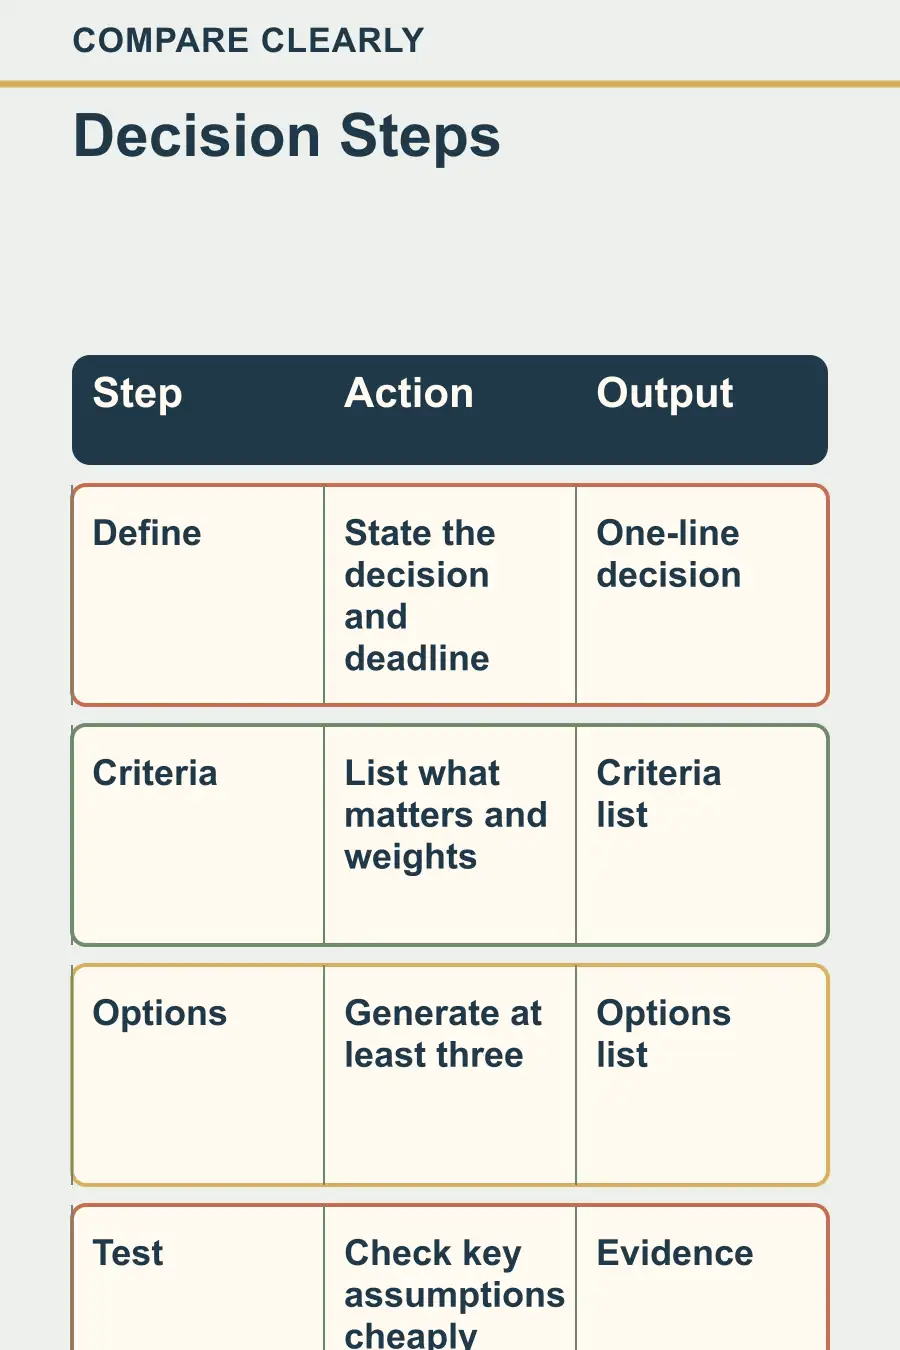 COMPARE CLEARLY
Decision Steps
Step Action Output
Define
State the
decision
and
deadline
One-line
decision
Criteria
List what
matters and
weights
Criteria
list
Options
Generate at
least three
Options
list
Test
Check key
assumptions
cheaply
Evidence